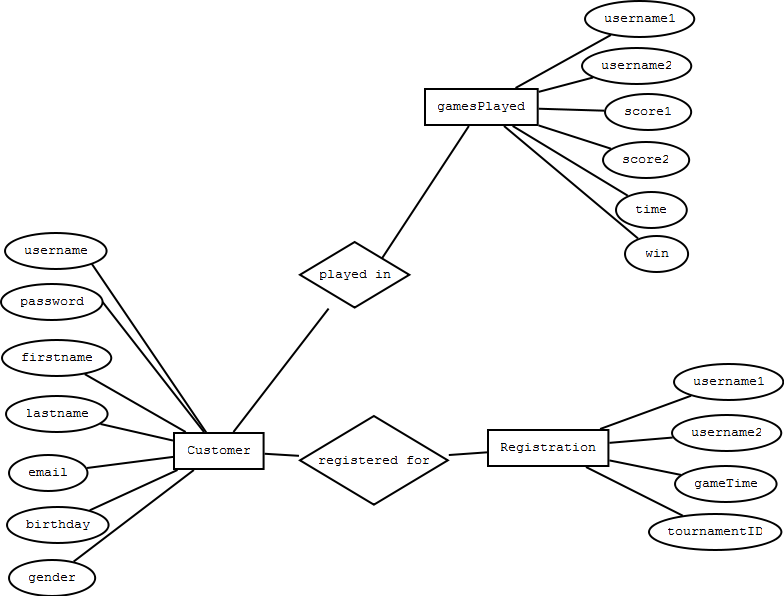 username1
username2
gamesPlayed
score1
score2
time
win
played in
username
password
firstname
lastname
email
birthday
gender
Customer
registered for
Registration
username1
username2
gameTime
tournamentID